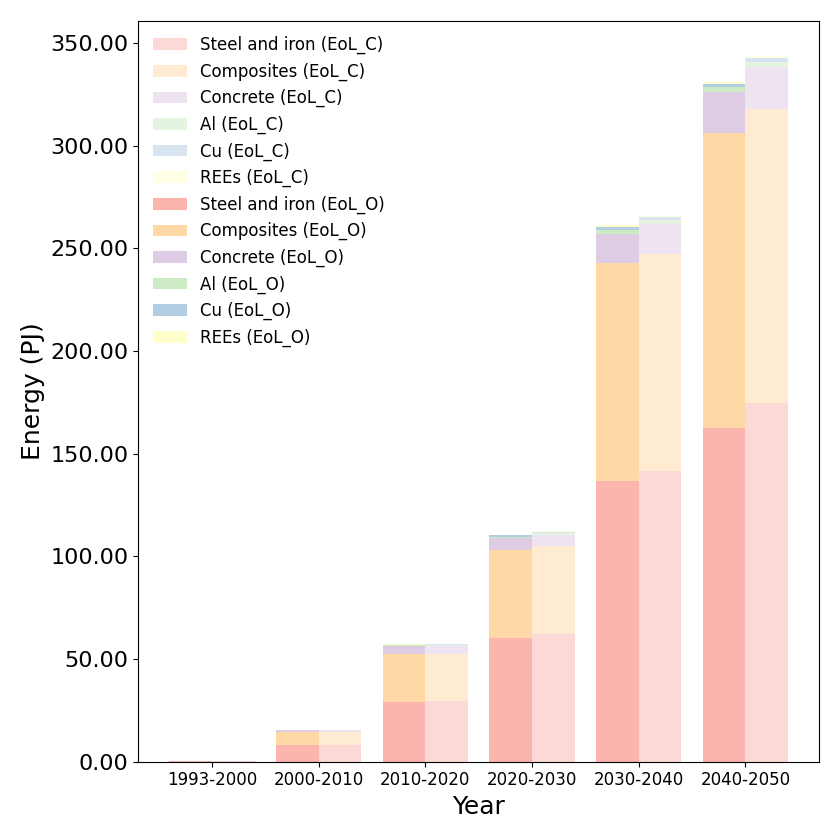 350.00
300.00
250.00
200.00
150.00
100.00
50.00
0.00
Energy (PJ)
Steel and iron (EoL_C)
Composites (EoL_C)
Concrete (EoL_C)
Al (EoL_C)
Cu (EoL_C)
REEs (EoL_C)
Steel and iron (EoL_O)
Composites (EoL_O)
Concrete (EoL_O)
Al (EoL_O)
Cu (EoL_O)
REEs (EoL_O)
1993-2000 2000-2010 2010-2020 2020-2030 2030-2040 2040-2050
Year